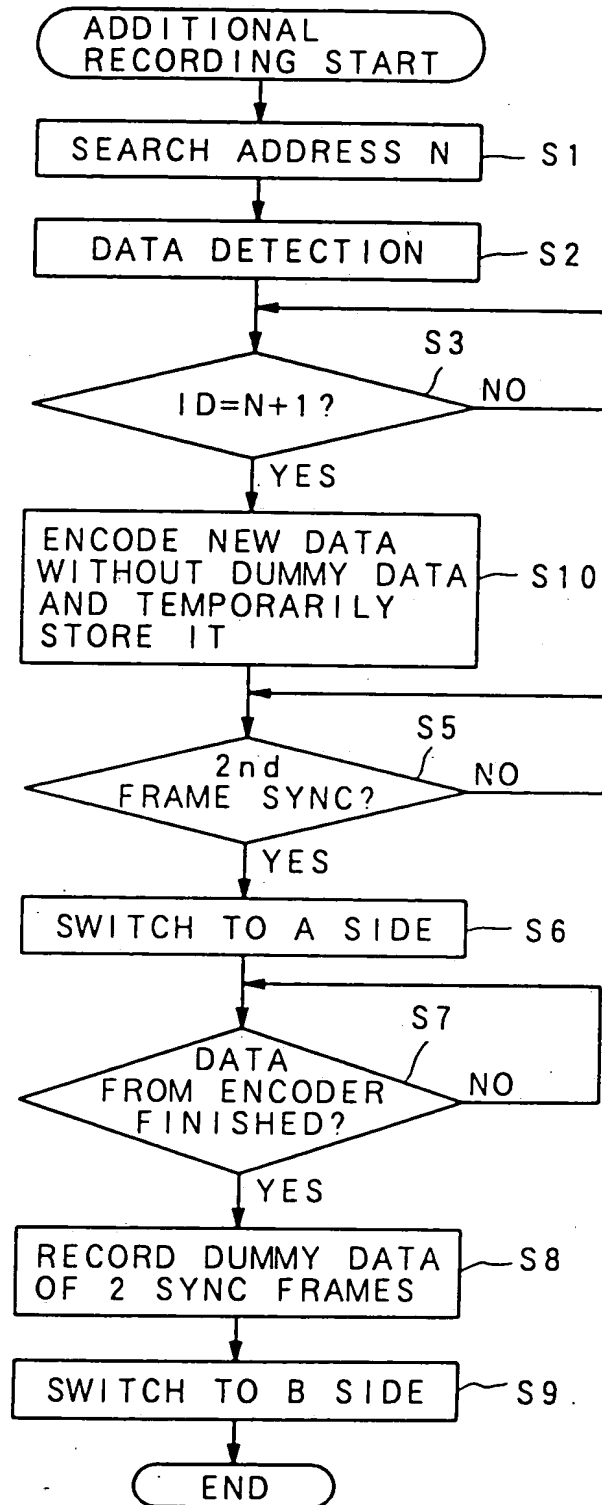 ADDITIONAL
RECORDING START
SEARCH ADDRESS N
S1
DATA DETECTION
S2
S3
ID=N+1?
NO
YES
ENCODE NEW DATA
WITHOUT DUMMY DATA
AND TEMPORARILY
STORE IT
S10
S5
2nd
FRAME SYNC?
NO
YES
SWITCH TO A SIDE
S6
S7
DATA
FROM ENCODER
FINISHED?
NO
YES
RECORD DUMMY DATA
OF 2 SYNC FRAMES
S8
SWITCH TO B SIDE
S9
END